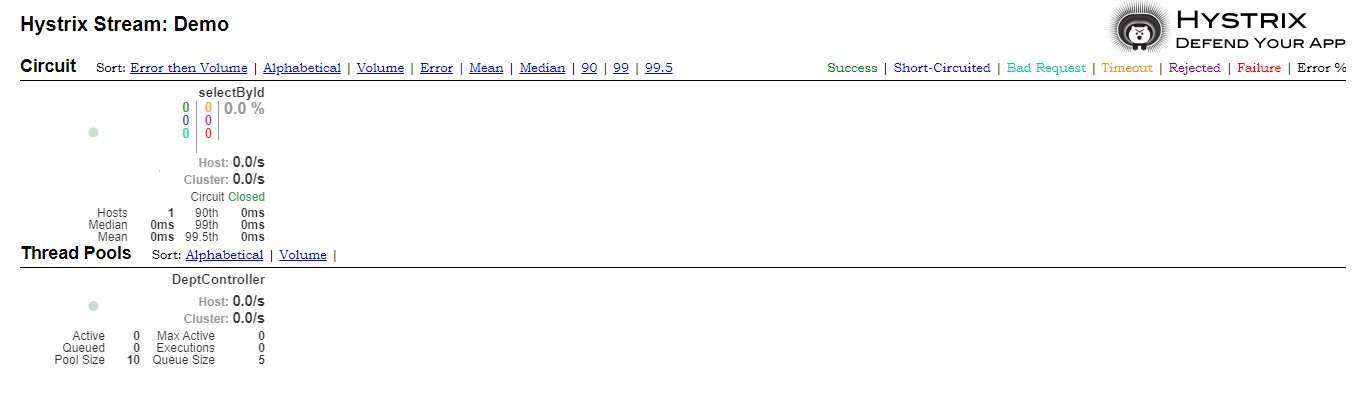 Hystrix Stream: Demo
HYSTRIX
DEFEND YOUR APP
Circuit Sort: Error then Volume | Alphabetical | Volume | Error | Mean | Median | 90 | 99 | 99.5
Success | Short-Circuited | Bad Request | Timeout | Rejected | Failure | Error %
selectById
0 0 0.0 %
0 0
0 0
Host: 0.0/s
Cluster: 0.0/s
Circuit Closed
Hosts 1 90th 0ms
Median 0ms 99th 0ms
Mean 0ms 99.5th 0ms
Thread Pools Sort: Alphabetical | Volume |
DeptController
Host: 0.0/s
Cluster: 0.0/s
Active 0 Max Active 0
Queued 0 Executions 0
Pool Size 10 Queue Size 5